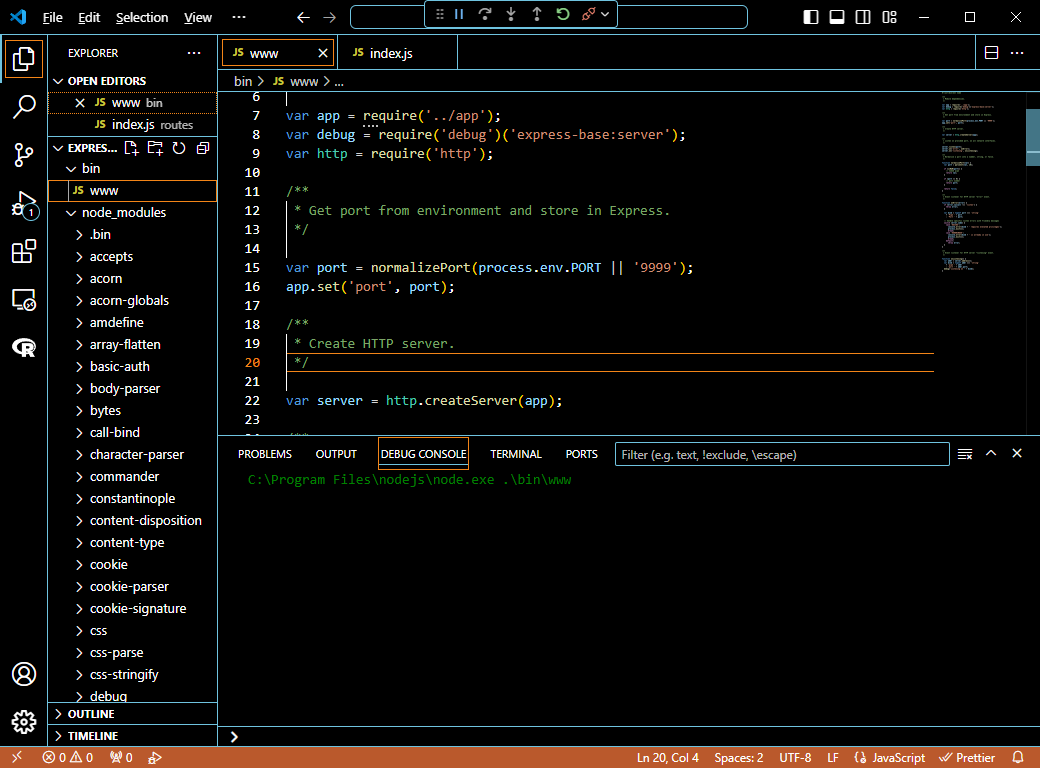 File Edit Selection View ...
EXPLORER ...
OPEN EDITORS
JS www bin
JS index.js routes
EXPRES...
bin
JS www
node_modules
.bin
accepts
acorn
acorn-globals
amdefine
array-flatten
basic-auth
body-parser
bytes
call-bind
character-parser
commander
constantinople
content-disposition
content-type
cookie
cookie-parser
cookie-signature
css
css-parse
css-stringify
debug
OUTLINE
TIMELINE
1
JS www
JS index.js
bin > JS www > ...
6
7 var app = require('../app');
8 var debug = require('debug')('express-base:server');
9 var http = require('http');
10
11 /**
12 * Get port from environment and store in Express.
13 */
14
15 var port = normalizePort(process.env.PORT || '9999');
16 app.set('port', port);
17
18 /**
19 * Create HTTP server.
20 */
21
22 var server = http.createServer(app);
23
24 /**
PROBLEMS OUTPUT DEBUG CONSOLE TERMINAL PORTS Filter (e.g. text, !exclude, \escape)
C:\Program Files\nodejs\node.exe .\bin\www
>
0 0 0 Ln 20, Col 4 Spaces: 2 UTF-8 LF {} JavaScript Prettier